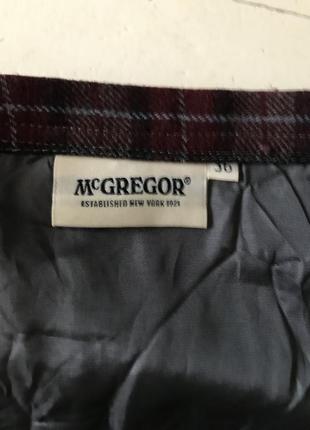 McGREGOR®
ESTABLISHED NEW YORK 1921
36